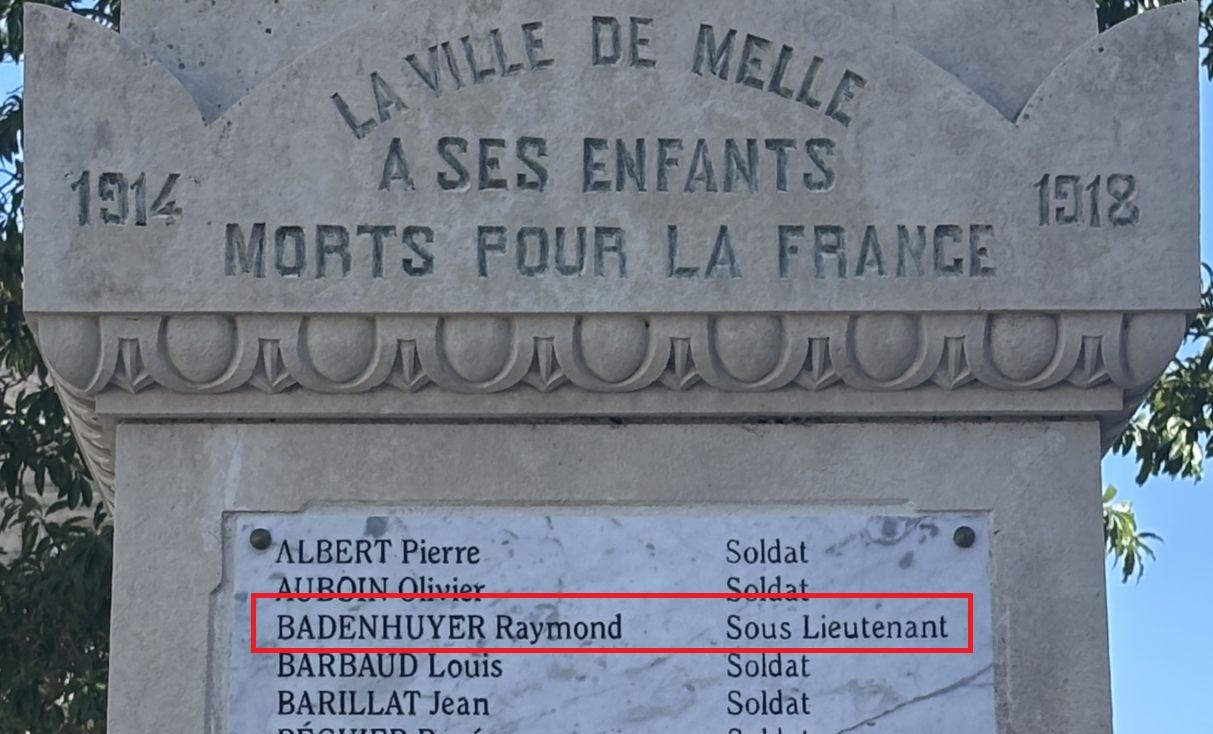 LA VILLE DE MELLE
A SES ENFANTS
1914
1918
MORTS POUR LA FRANCE
ALBERT Pierre Soldat
AUBOIN Olivier Soldat
BADENHUYER Raymond Sous Lieutenant
BARBAUD Louis Soldat
BARILLAT Jean Soldat